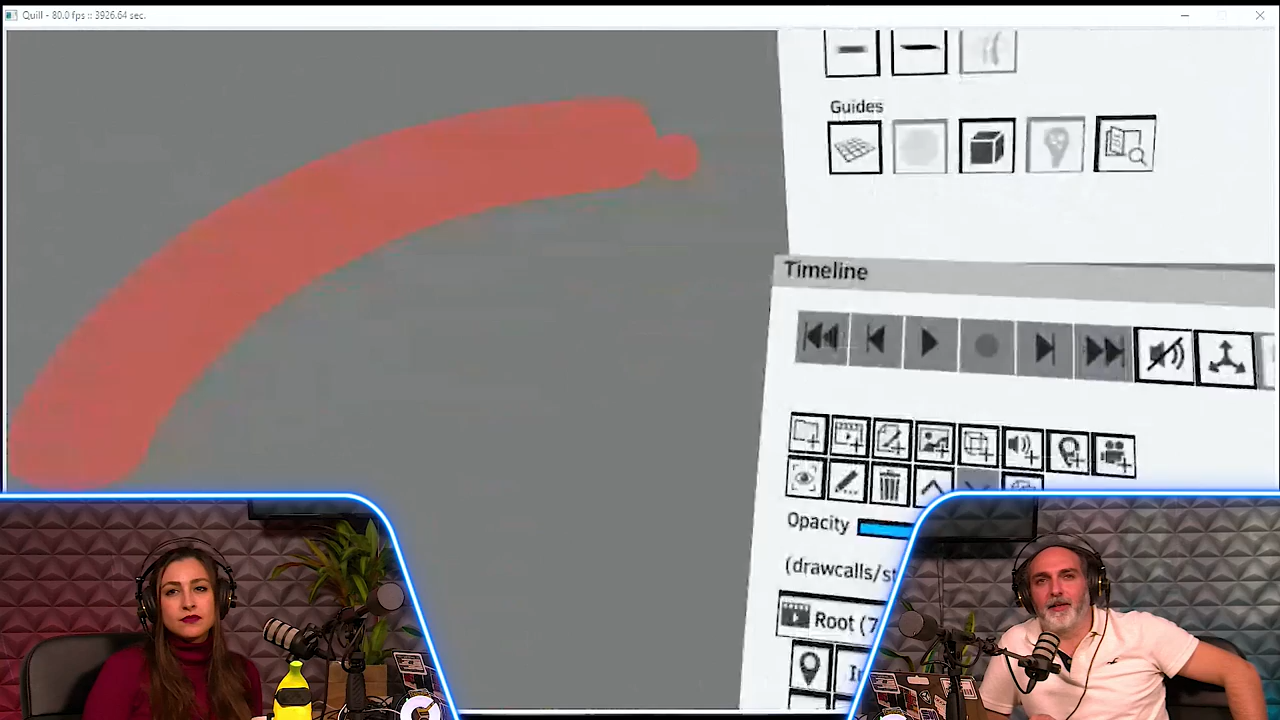 Quill - 80.0 fps :: 3926.64 sec.
Guides
Timeline
Opacity
(drawcalls/st
Root (7